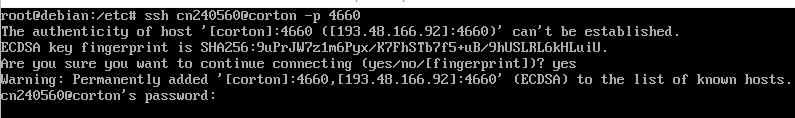 root@debian:/etc# ssh cn240560@corton -p 4660
The authenticity of host '[corton]:4660 ([193.48.166.92]:4660)' can't be established.
ECDSA key fingerprint is SHA256:9uPrJW7z1m6Pyx/K7FhSTb7f5+uB/9hUSLRL6kHLuiU.
Are you sure you want to continue connecting (yes/no/[fingerprint])? yes
Warning: Permanently added '[corton]:4660,[193.48.166.92]:4660' (ECDSA) to the list of known hosts.
cn240560@corton's password: